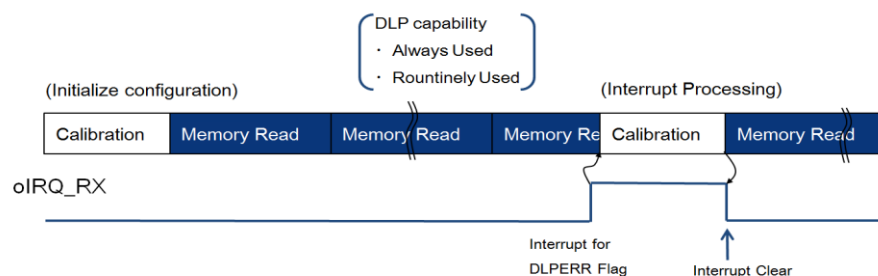 DLP capability
・ Always Used
・ Rountinely Used
(Initialize configuration)
(Interrupt Processing)
Calibration
Memory Read
Memory Read
Memory Re
Calibration
Memory Read
oIRQ_RX
Interrupt for
DLPERR Flag
Interrupt Clear